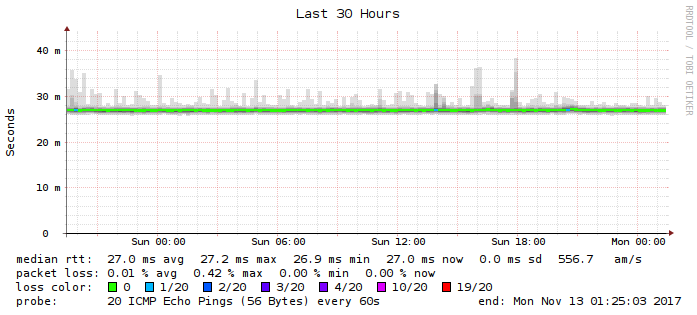 Last 30 Hours
RRDTOOL / TOBI OETIKER
Seconds
40 m
30 m
20 m
10 m
0
Sun 00:00 Sun 06:00 Sun 12:00 Sun 18:00 Mon 00:00
median rtt: 27.0 ms avg 27.2 ms max 26.9 ms min 27.0 ms now 0.0 ms sd 556.7 am/s
packet loss: 0.01 % avg 0.42 % max 0.00 % min 0.00 % now
loss color: 0 1/20 2/20 3/20 4/20 10/20 19/20
probe: 20 ICMP Echo Pings (56 Bytes) every 60s end: Mon Nov 13 01:25:03 2017